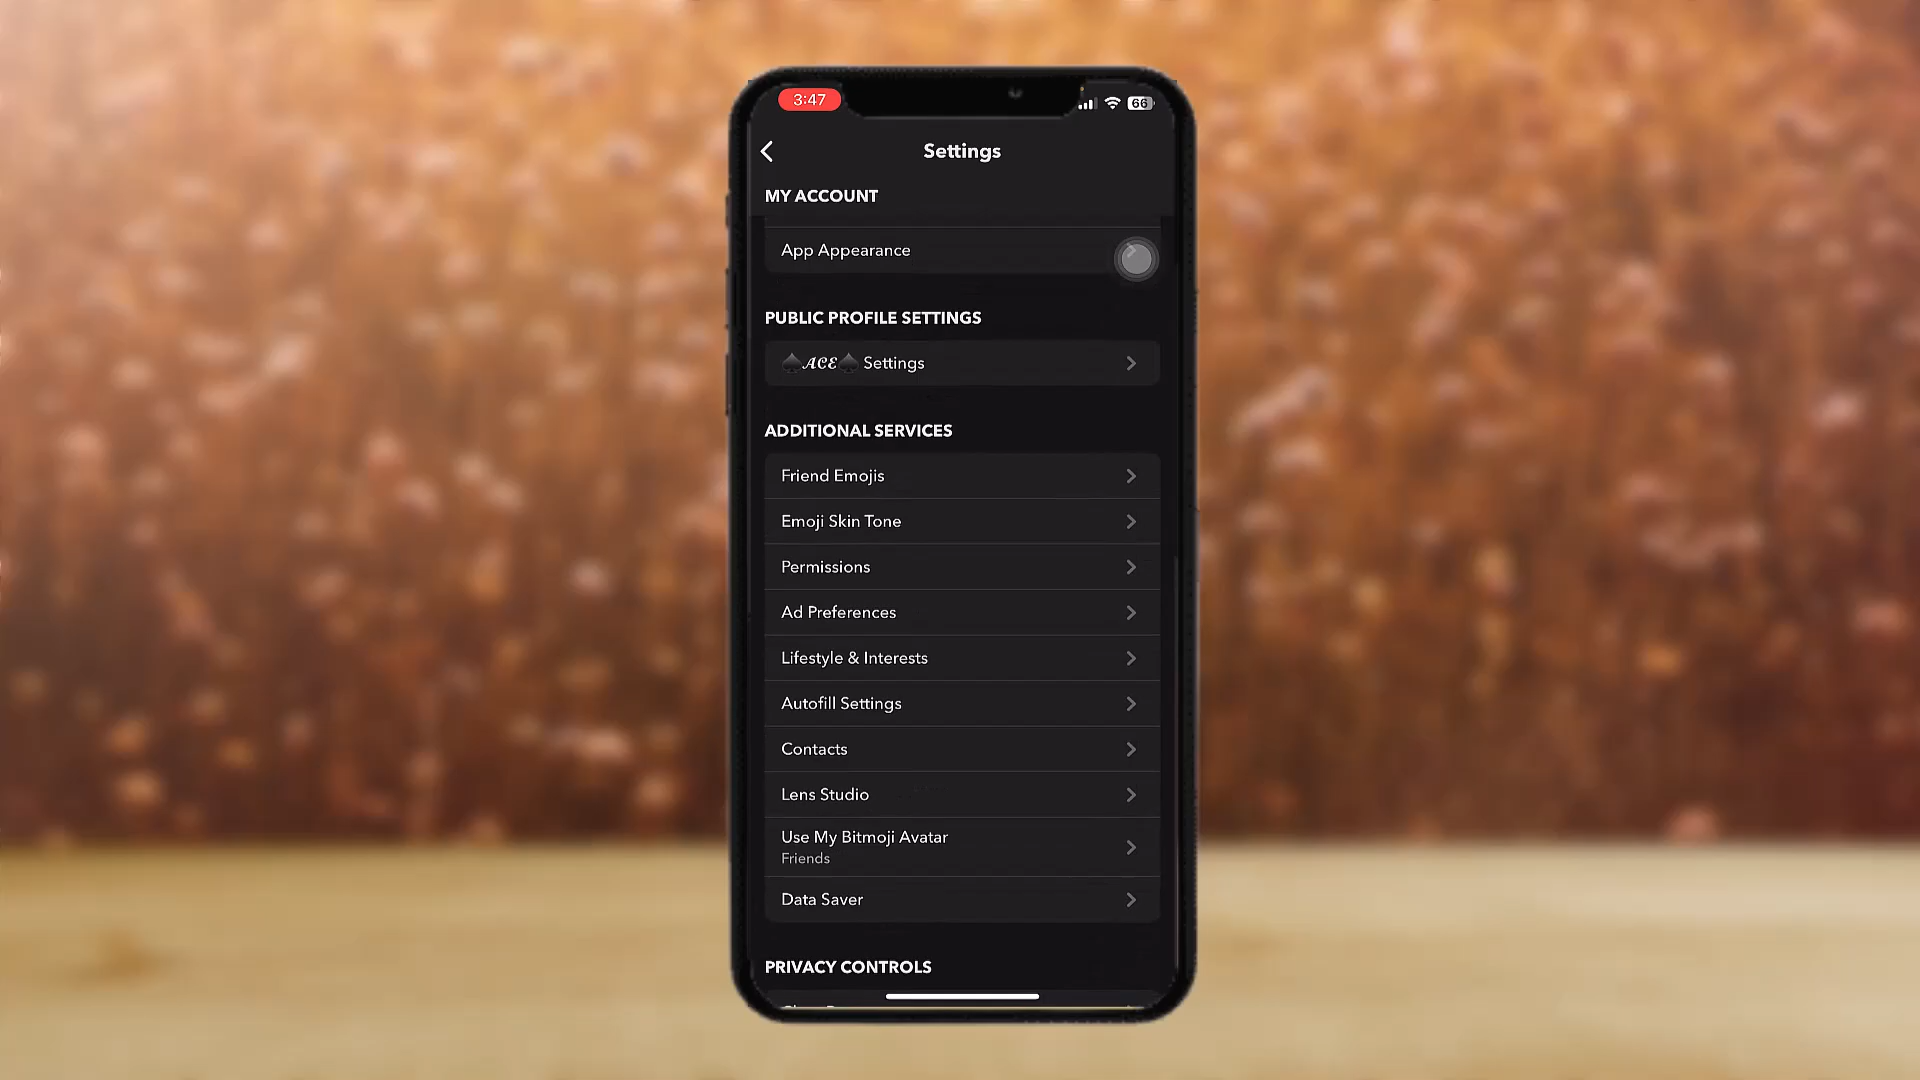 3:47
66
Settings
MY ACCOUNT
App Appearance
PUBLIC PROFILE SETTINGS
♠𝓐𝓒𝓔♠ Settings
ADDITIONAL SERVICES
Friend Emojis
Emoji Skin Tone
Permissions
Ad Preferences
Lifestyle & Interests
Autofill Settings
Contacts
Lens Studio
Use My Bitmoji Avatar
Friends
Data Saver
PRIVACY CONTROLS